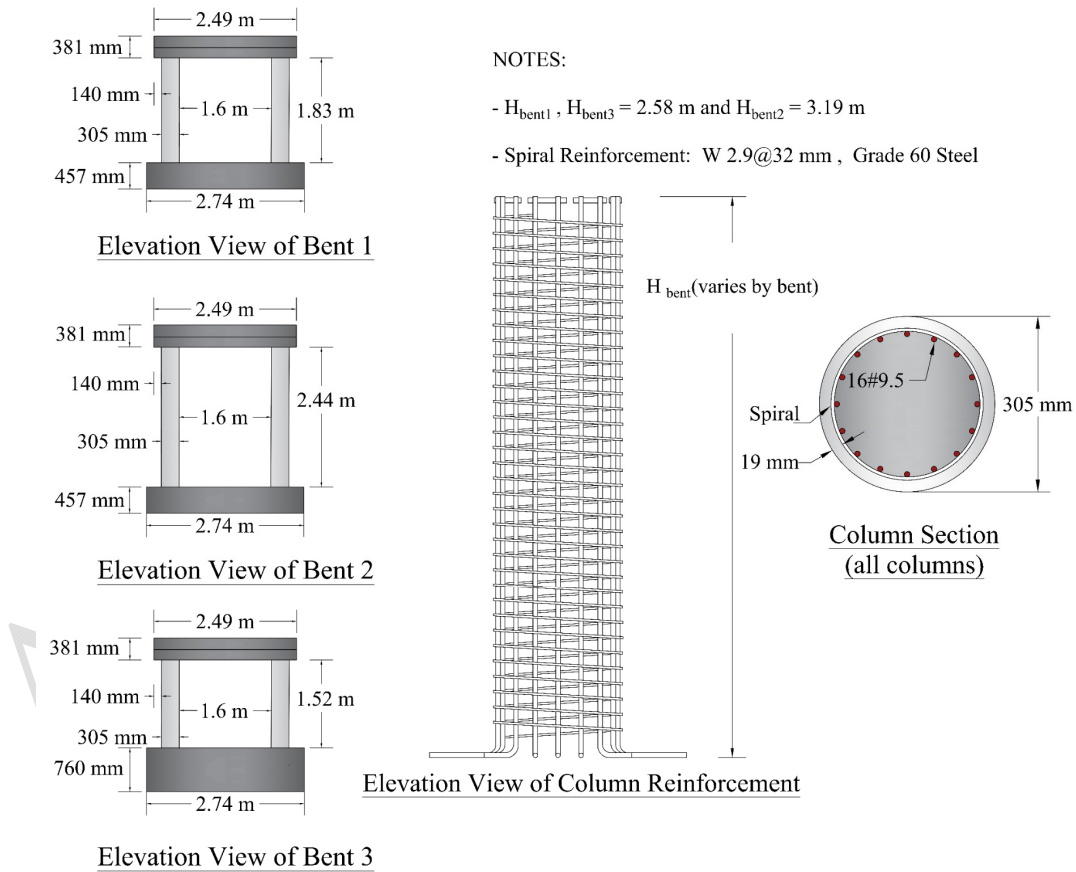 2.49 m
381 mm
140 mm
1.6 m
1.83 m
305 mm
457 mm
2.74 m
Elevation View of Bent 1
2.49 m
381 mm
140 mm
1.6 m
2.44 m
305 mm
457 mm
2.74 m
Elevation View of Bent 2
2.49 m
381 mm
140 mm
1.6 m
1.52 m
305 mm
760 mm
2.74 m
Elevation View of Bent 3
NOTES:
- Hbent1 , Hbent3 = 2.58 m and Hbent2 = 3.19 m
- Spiral Reinforcement: W 2.9@32 mm , Grade 60 Steel
H bent(varies by bent)
Elevation View of Column Reinforcement
16#9.5
Spiral
305 mm
19 mm
Column Section
(all columns)